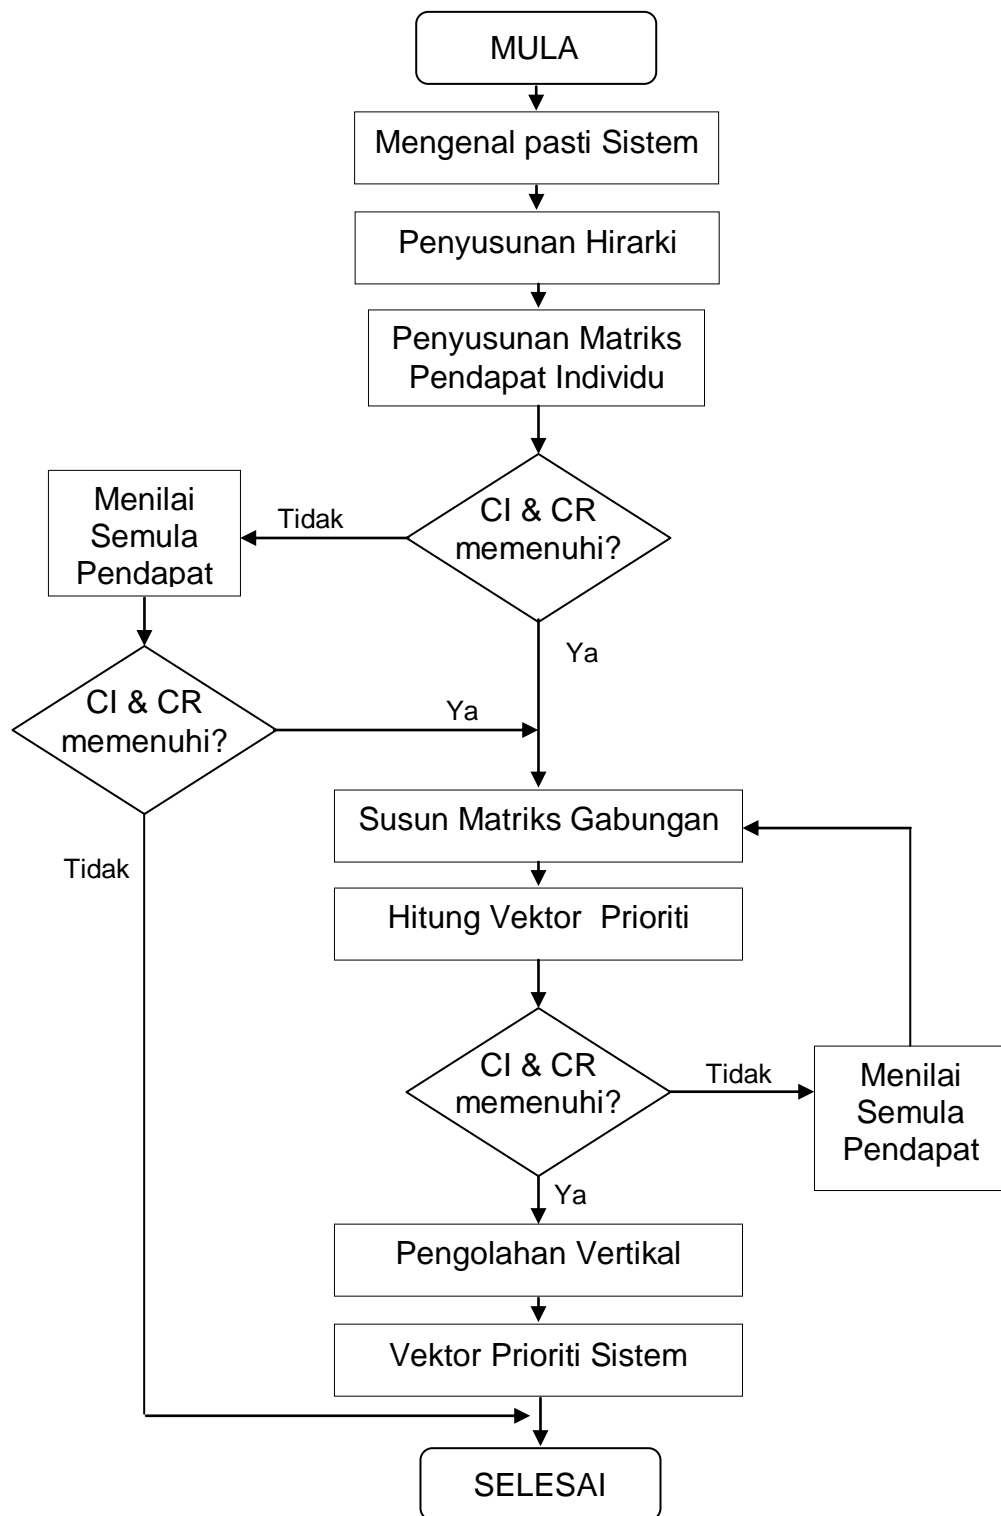 MULA
Mengenal pasti Sistem
Penyusunan Hirarki
Penyusunan Matriks
Pendapat Individu
CI & CR
memenuhi?
Tidak
Menilai
Semula
Pendapat
Ya
CI & CR
memenuhi?
Ya
Tidak
Susun Matriks Gabungan
Hitung Vektor Prioriti
CI & CR
memenuhi?
Tidak
Menilai
Semula
Pendapat
Ya
Pengolahan Vertikal
Vektor Prioriti Sistem
SELESAI